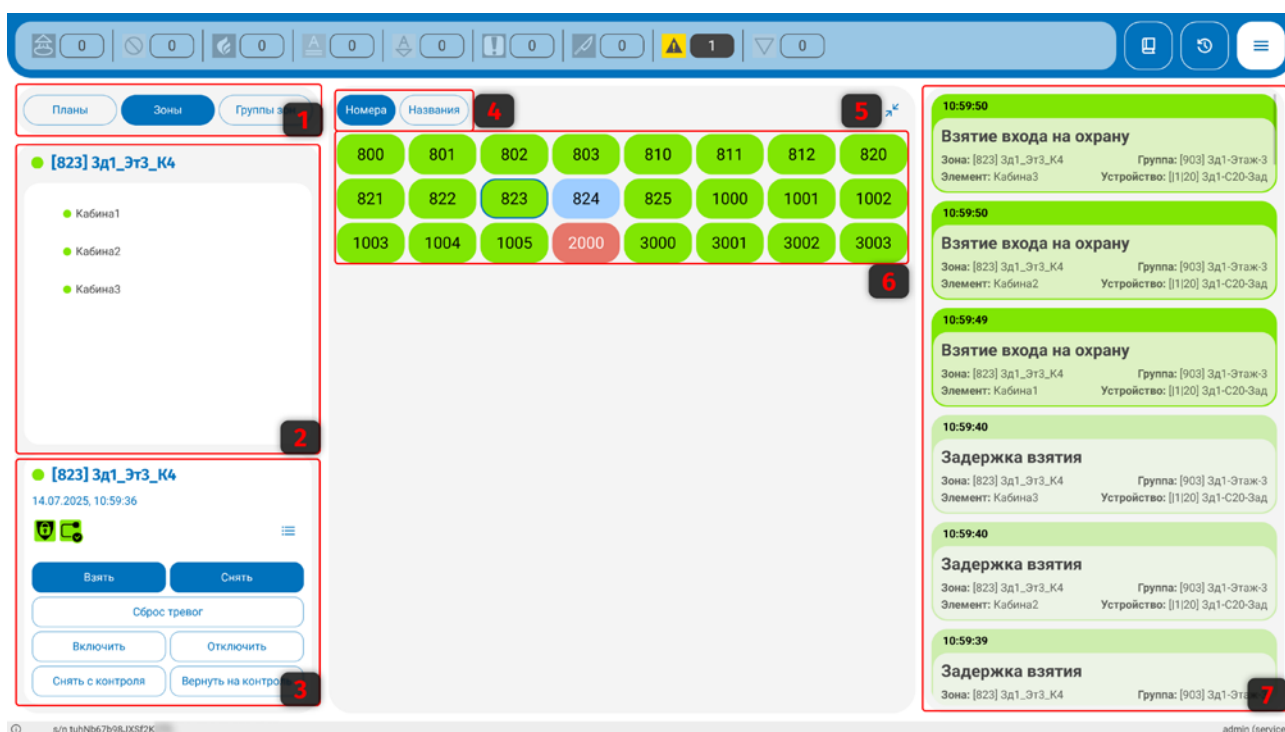 0 0 0 0 0 0 0 1 0
Планы Зоны Группы
1
[823] Зд1_Эт3_К4
Кабина1
Кабина2
Кабина3
2
[823] Зд1_Эт3_К4
14.07.2025, 10:59:36
Взять Снять
Сброс тревог
Включить Отключить
Снять с контроля Вернуть на контроль
3
Номера Названия
4
5
800 801 802 803 810 811 812 820
821 822 823 824 825 1000 1001 1002
1003 1004 1005 2000 3000 3001 3002 3003
6
10:59:50
Взятие входа на охрану
Зона: [823] Зд1_Эт3_К4 Группа: [903] Зд1-Этаж-3
Элемент: Кабина3 Устройство: [|1|20] Зд1-С20-Зад
10:59:50
Взятие входа на охрану
Зона: [823] Зд1_Эт3_К4 Группа: [903] Зд1-Этаж-3
Элемент: Кабина2 Устройство: [|1|20] Зд1-С20-Зад
10:59:49
Взятие входа на охрану
Зона: [823] Зд1_Эт3_К4 Группа: [903] Зд1-Этаж-3
Элемент: Кабина1 Устройство: [|1|20] Зд1-С20-Зад
10:59:40
Задержка взятия
Зона: [823] Зд1_Эт3_К4 Группа: [903] Зд1-Этаж-3
Элемент: Кабина3 Устройство: [|1|20] Зд1-С20-Зад
10:59:40
Задержка взятия
Зона: [823] Зд1_Эт3_К4 Группа: [903] Зд1-Этаж-3
Элемент: Кабина2 Устройство: [|1|20] Зд1-С20-Зад
10:59:39
Задержка взятия
Зона: [823] Зд1_Эт3_К4 Группа: [903]
7
s/n admin (service